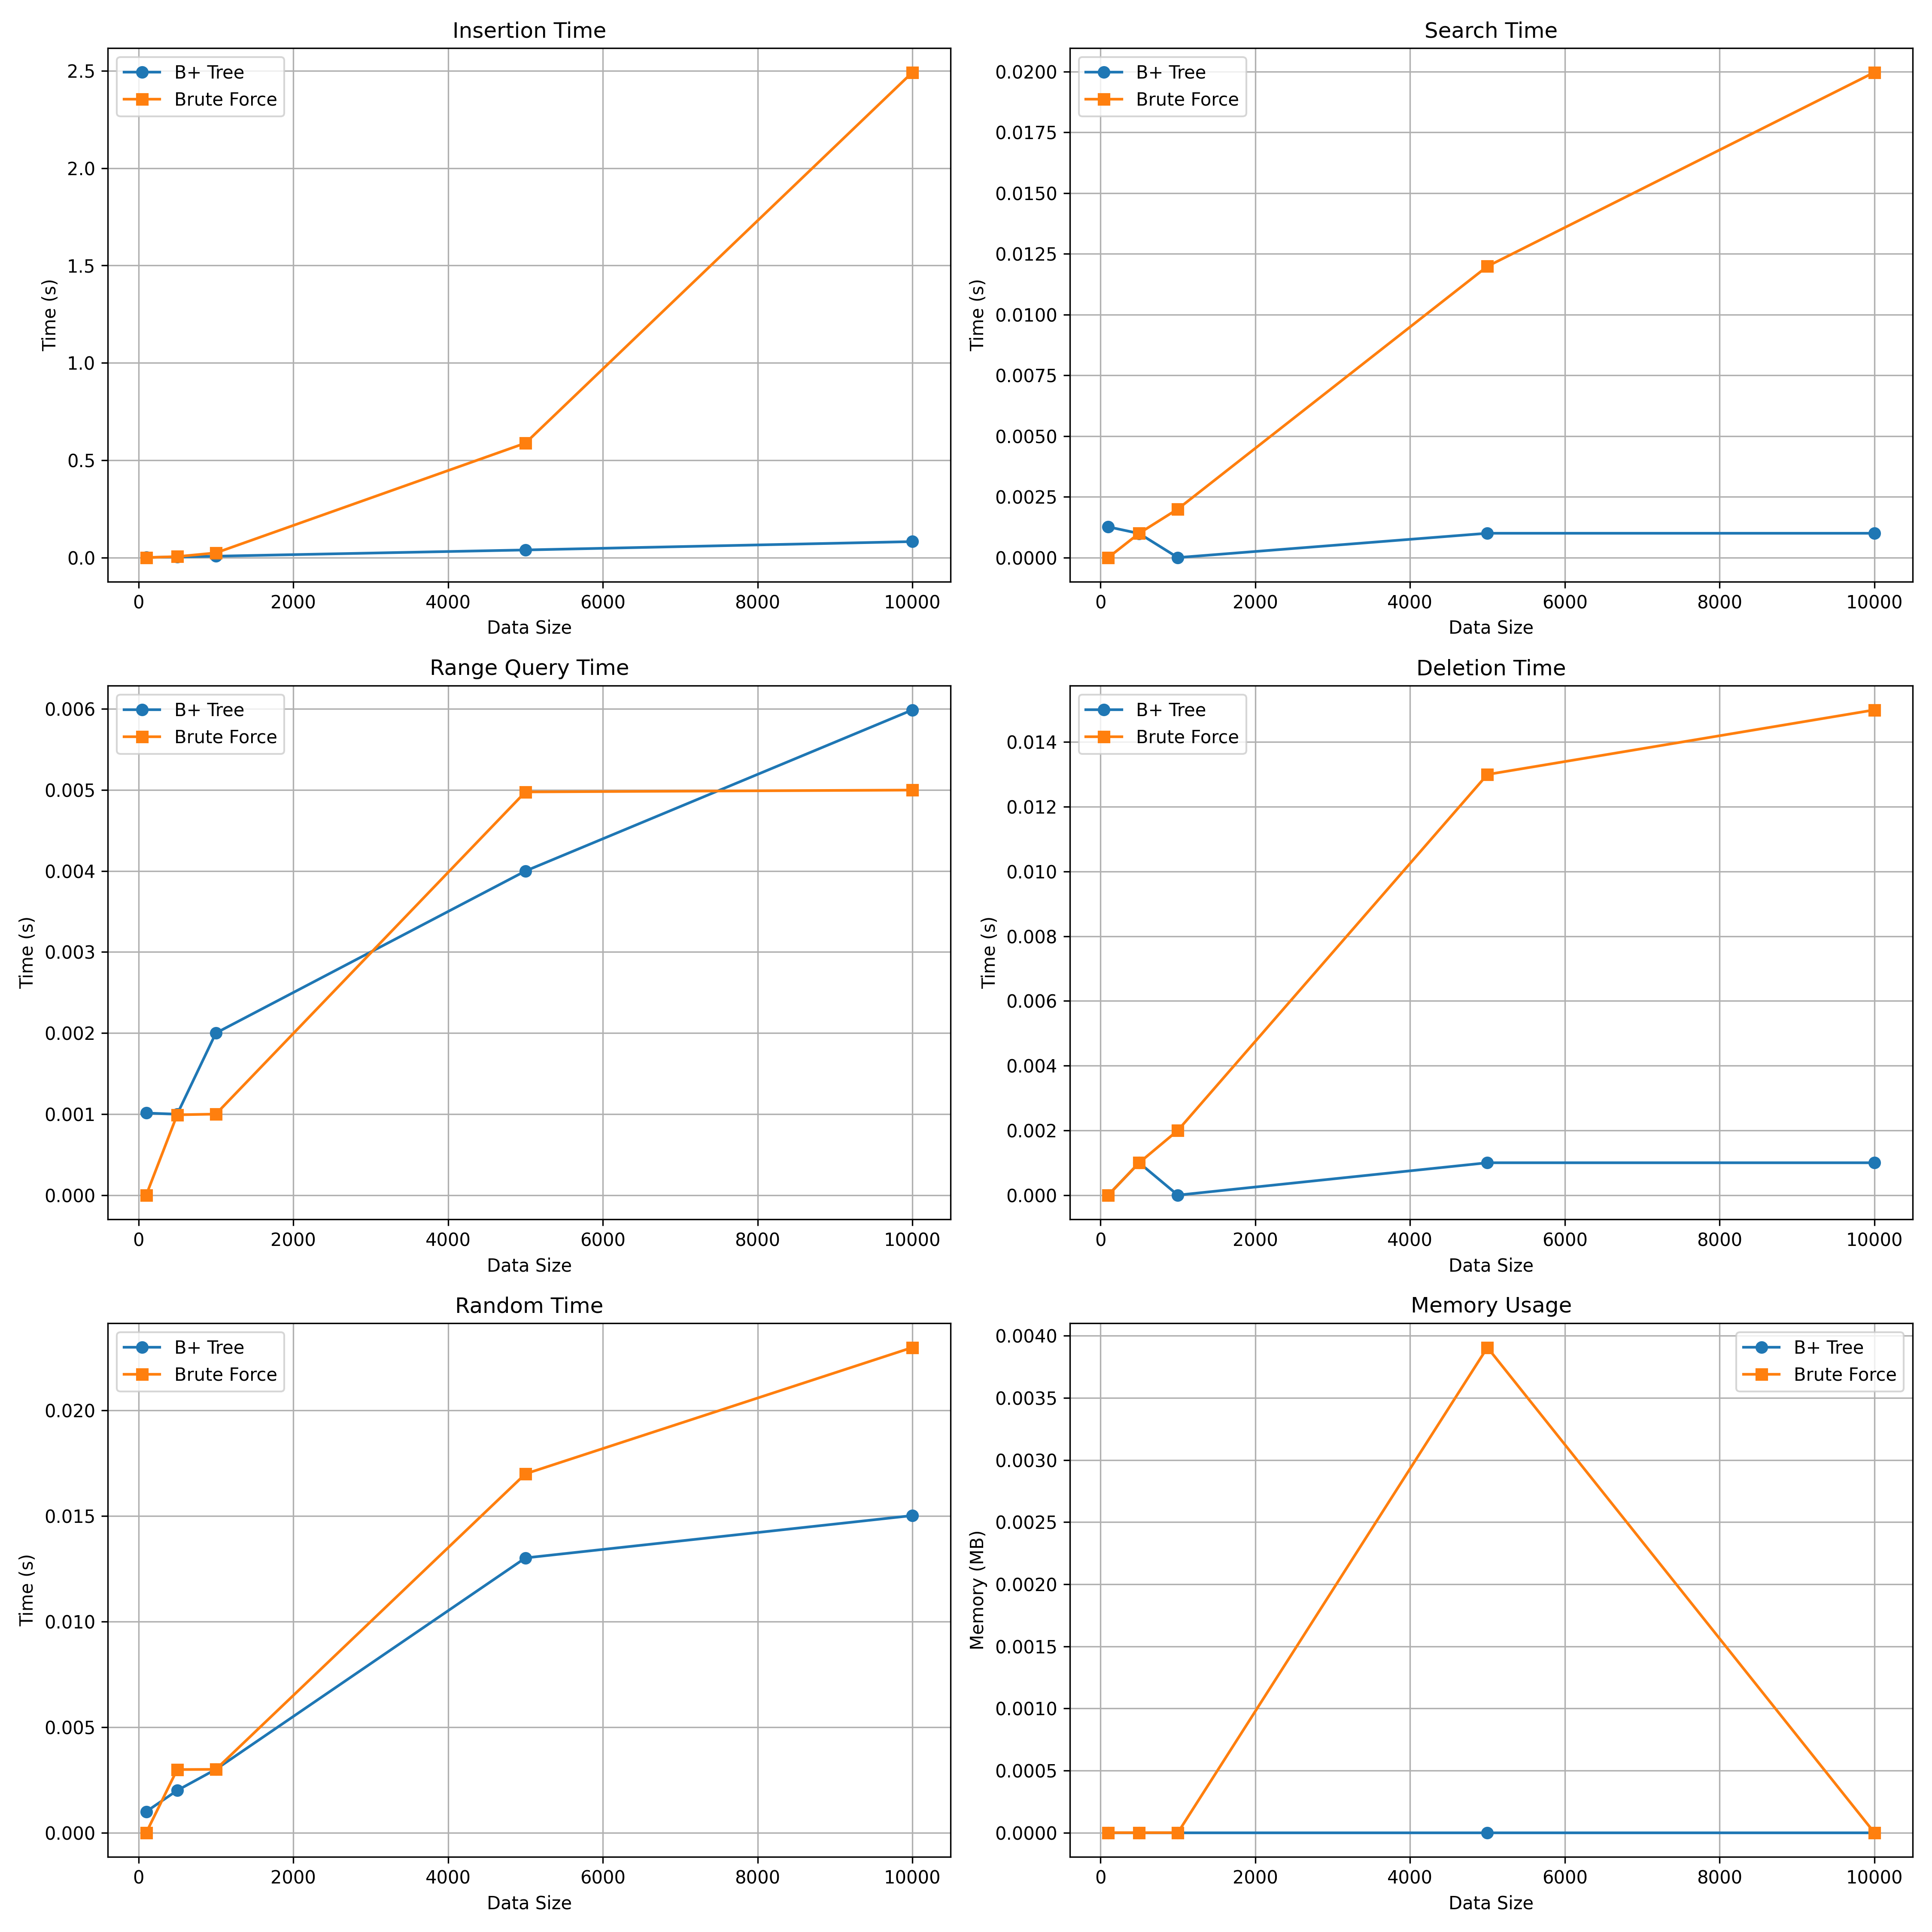 Insertion Time
B+ Tree
Brute Force
2.5
2.0
1.5
1.0
0.5
0.0
Time (s)
0 2000 4000 6000 8000 10000
Data Size
Search Time
B+ Tree
Brute Force
0.0200
0.0175
0.0150
0.0125
0.0100
0.0075
0.0050
0.0025
0.0000
Time (s)
0 2000 4000 6000 8000 10000
Data Size
Range Query Time
B+ Tree
Brute Force
0.006
0.005
0.004
0.003
0.002
0.001
0.000
Time (s)
0 2000 4000 6000 8000 10000
Data Size
Deletion Time
B+ Tree
Brute Force
0.014
0.012
0.010
0.008
0.006
0.004
0.002
0.000
Time (s)
0 2000 4000 6000 8000 10000
Data Size
Random Time
B+ Tree
Brute Force
0.020
0.015
0.010
0.005
0.000
Time (s)
0 2000 4000 6000 8000 10000
Data Size
Memory Usage
B+ Tree
Brute Force
0.0040
0.0035
0.0030
0.0025
0.0020
0.0015
0.0010
0.0005
0.0000
Memory (MB)
0 2000 4000 6000 8000 10000
Data Size